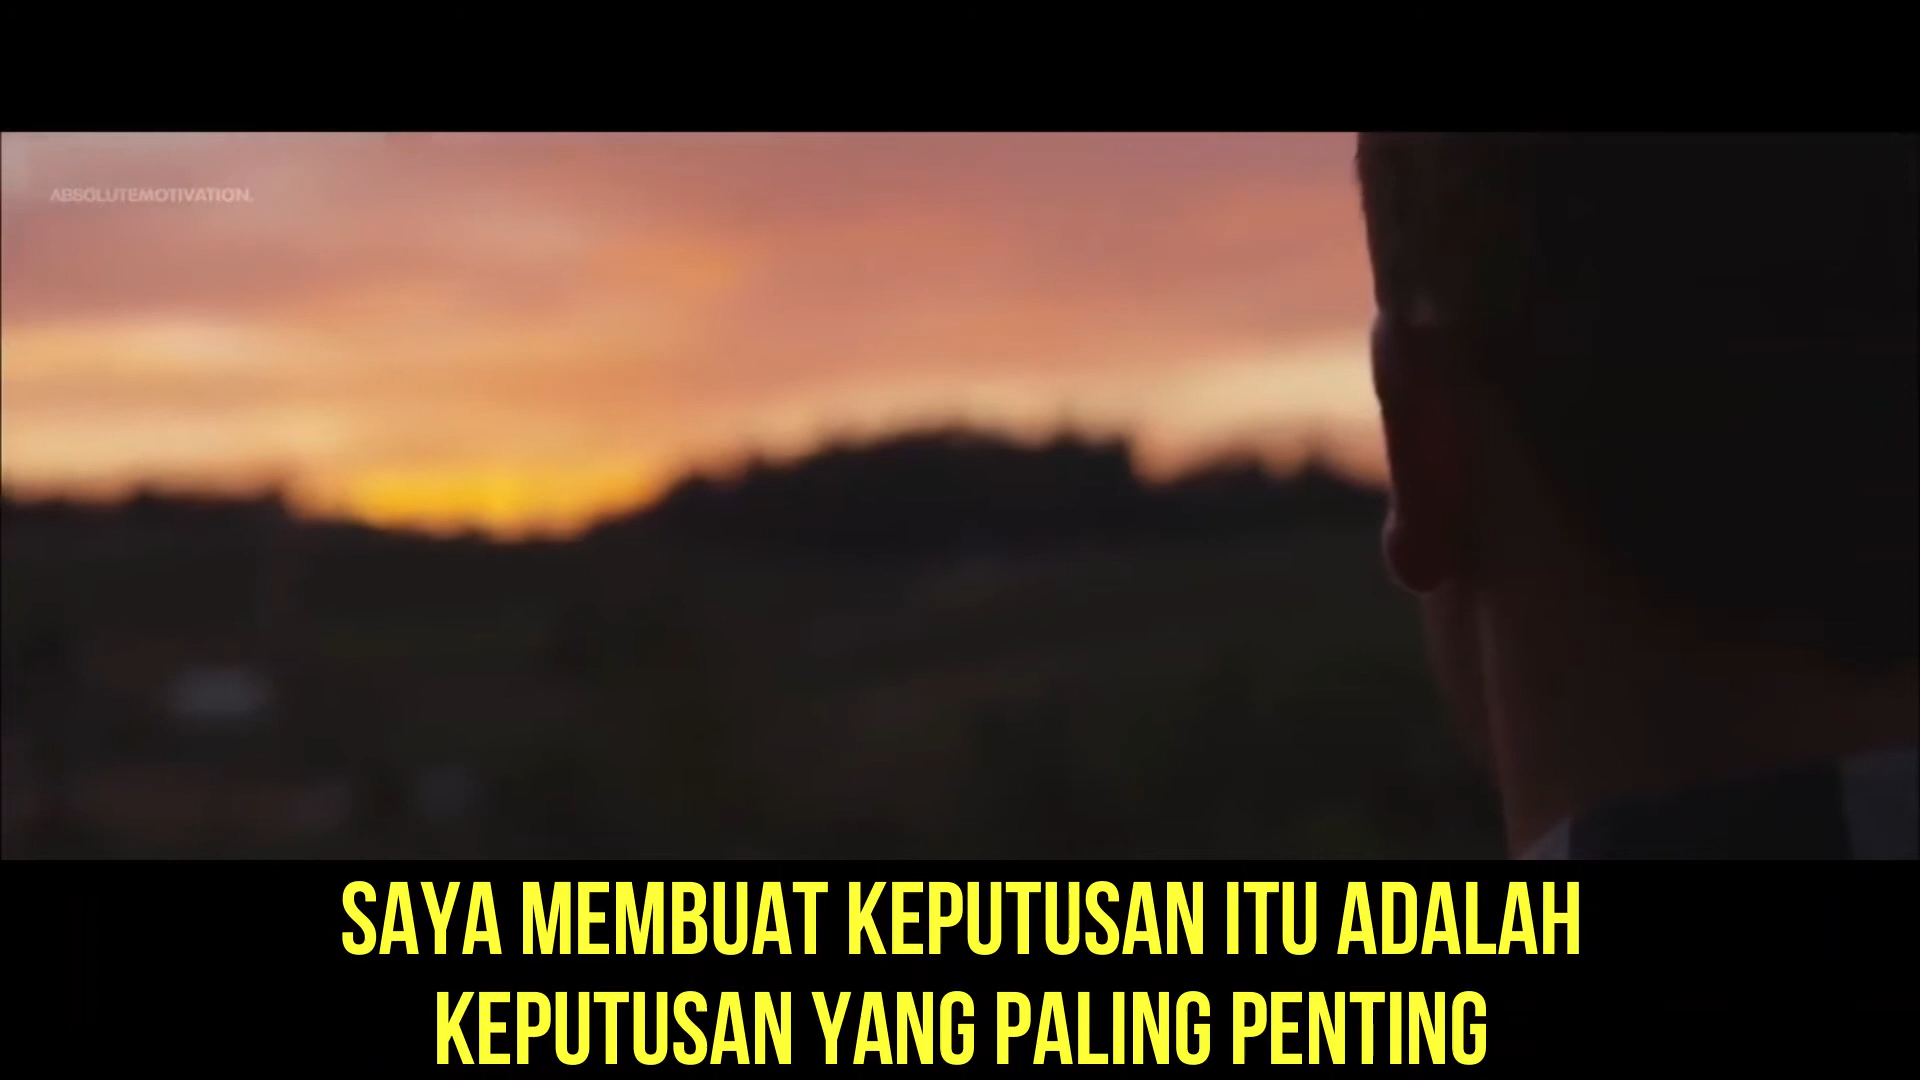 ABSOLUTEMOTIVATION.
SAYA MEMBUAT KEPUTUSAN ITU ADALAH
KEPUTUSAN YANG PALING PENTING